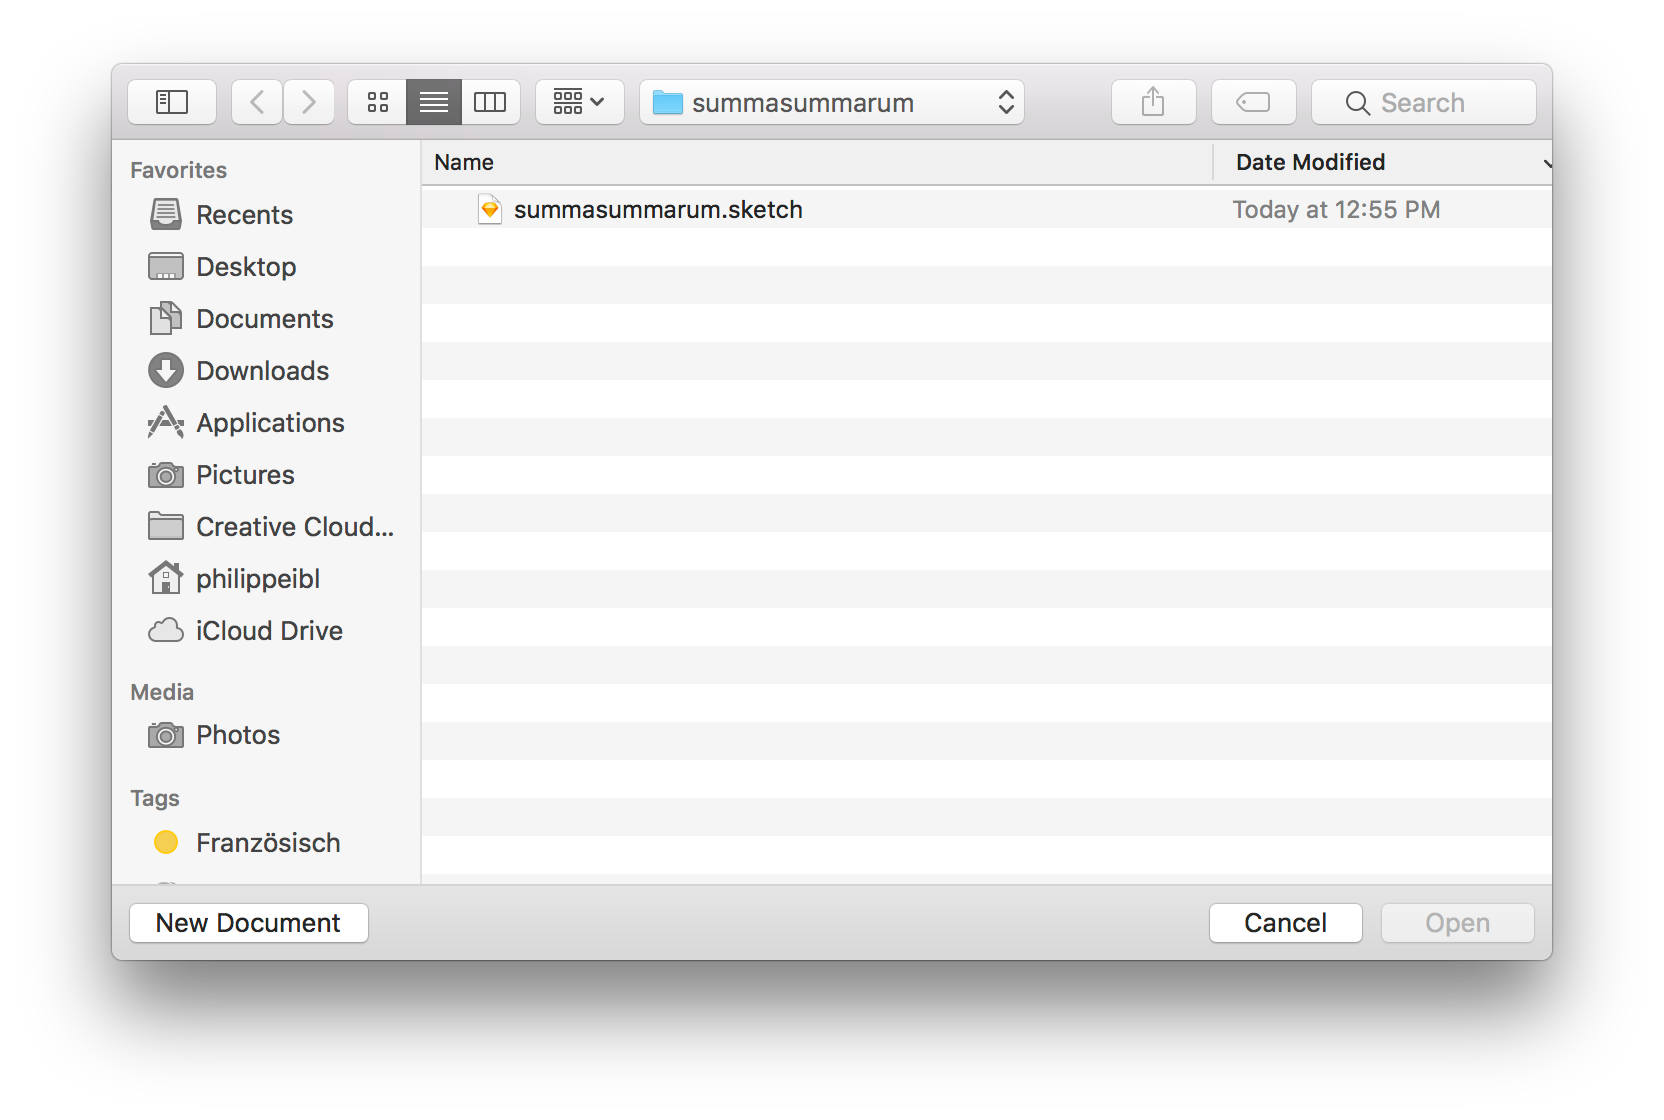 summasummarum
Search
Favorites
Recents
Desktop
Documents
Downloads
Applications
Pictures
Creative Cloud...
philippeibl
iCloud Drive
Media
Photos
Tags
Französisch
Name Date Modified
summasummarum.sketch Today at 12:55 PM
New Document Cancel Open